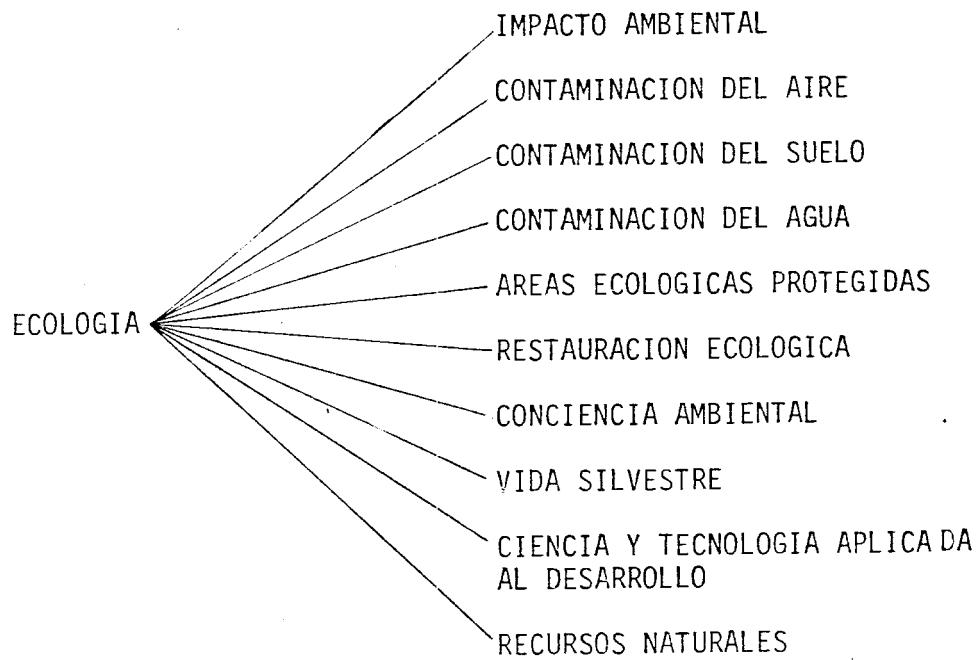 IMPACTO AMBIENTAL
CONTAMINACION DEL AIRE
CONTAMINACION DEL SUELO
CONTAMINACION DEL AGUA
AREAS ECOLOGICAS PROTEGIDAS
ECOLOGIA
RESTAURACION ECOLOGICA
CONCIENCIA AMBIENTAL
VIDA SILVESTRE
CIENCIA Y TECNOLOGIA APLICADA
AL DESARROLLO
RECURSOS NATURALES